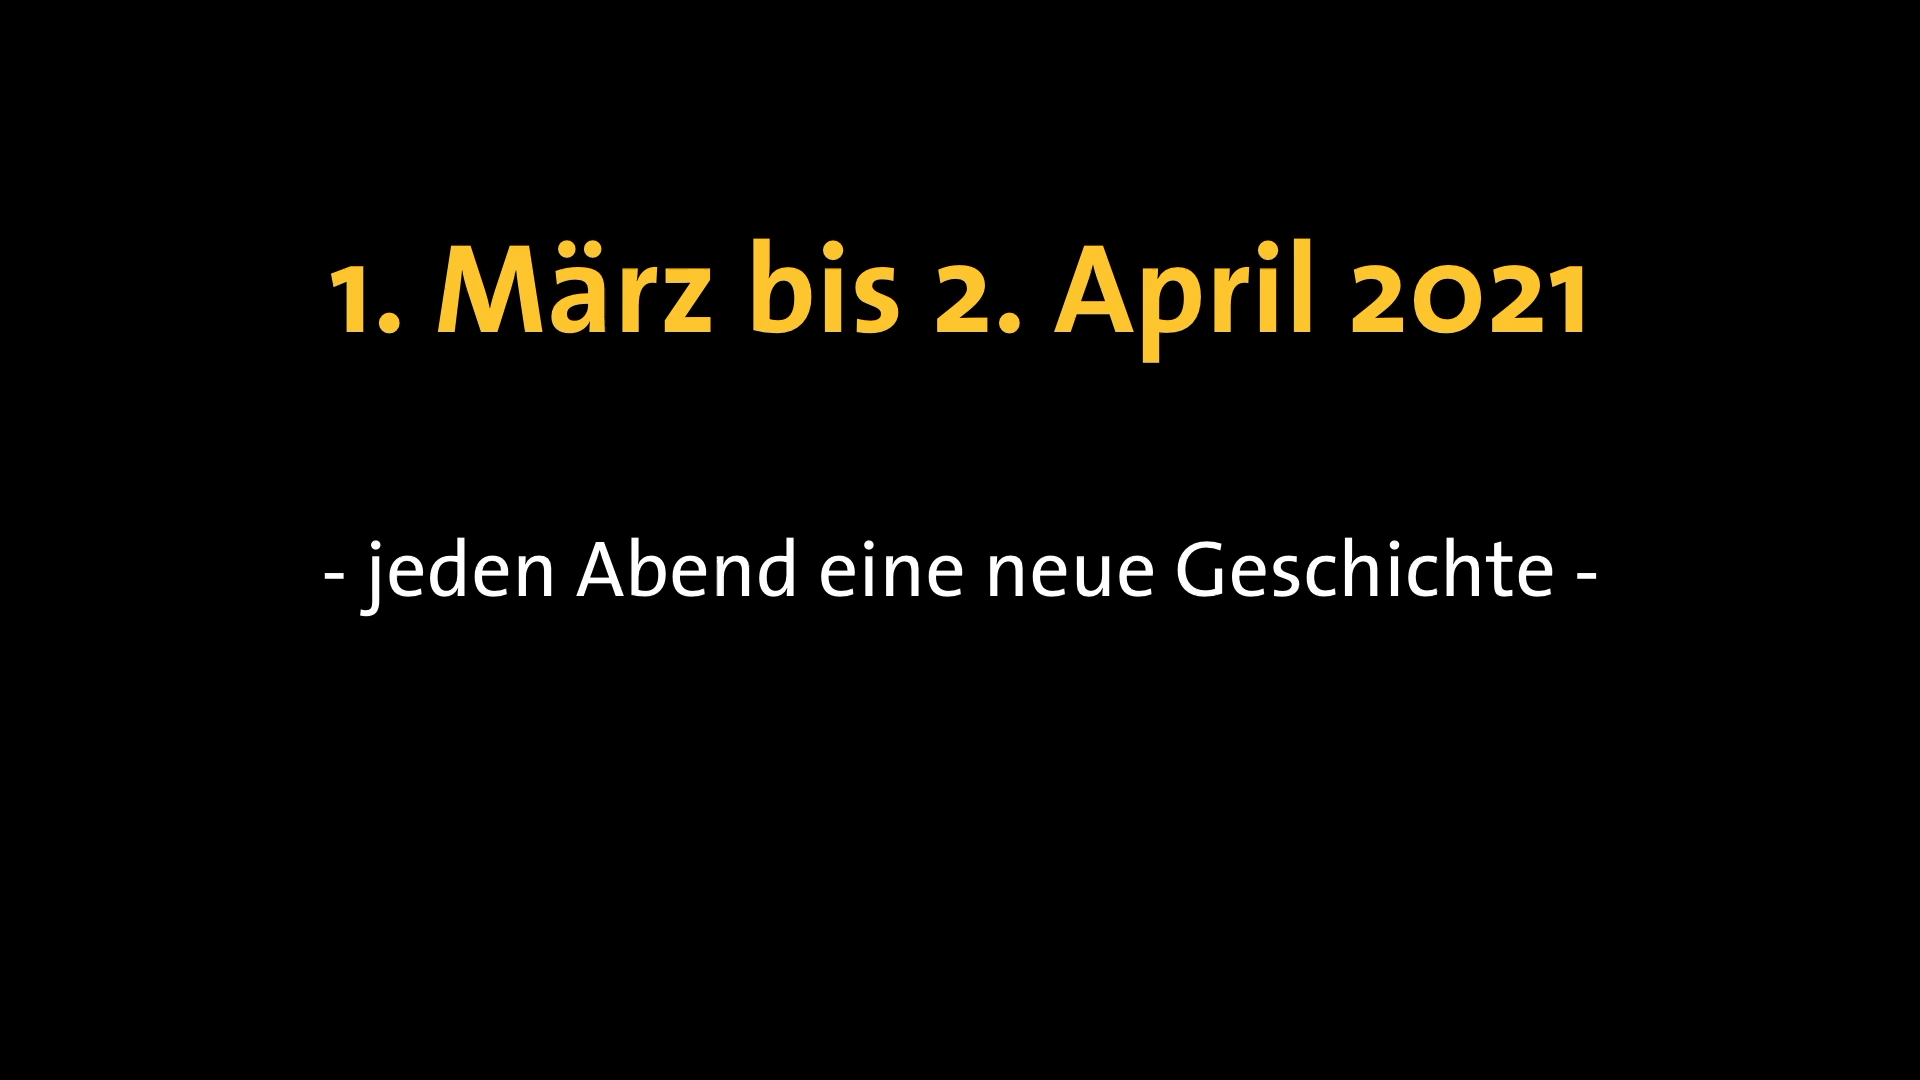 1. März bis 2. April 2021
- jeden Abend eine neue Geschichte -